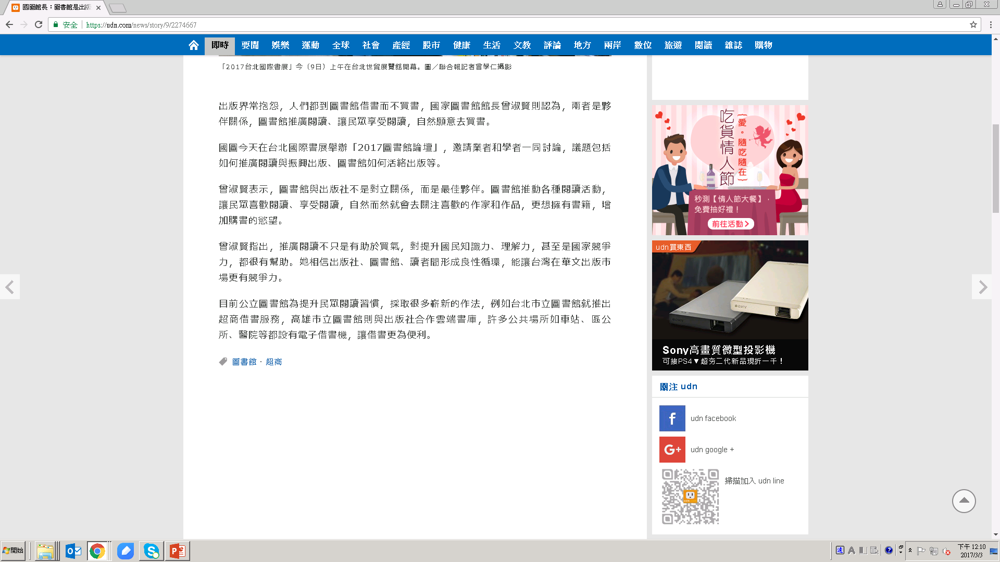 國圖館長：圖書館是出版
安全
https://udn.com/news/story/9/2274667
即時 要聞 娛樂 運動 全球 社會 產經 股市 健康 生活 文教 評論 地方 兩岸 數位 旅遊 閱讀 雜誌 購物
「2017台北國際書展」今（9日）上午在台北世貿展覽館開幕。圖／聯合報記者曾學仁攝影
出版界常抱怨，人們都到圖書館借書而不買書，國家圖書館館長曾淑賢則認為，兩者是夥
伴關係，圖書館推廣閱讀、讓民眾享受閱讀，自然願意去買書。
國圖今天在台北國際書展舉辦「2017圖書館論壇」，邀請業者和學者一同討論，議題包括
如何推廣閱讀與振興出版、圖書館如何活絡出版等。
曾淑賢表示，圖書館與出版社不是對立關係，而是最佳夥伴。圖書館推動各種閱讀活動，
讓民眾喜歡閱讀、享受閱讀，自然而然就會去關注喜歡的作家和作品，更想擁有書籍，增
加購書的慾望。
曾淑賢指出，推廣閱讀不只是有助於買氣，對提升國民知識力、理解力，甚至是國家競爭
力，都很有幫助。她相信出版社、圖書館、讀者間形成良性循環，能讓台灣在華文出版市
場更有競爭力。
目前公立圖書館為提升民眾閱讀習慣，採取很多嶄新的作法，例如台北市立圖書館就推出
超商借書服務，高雄市立圖書館則與出版社合作雲端書庫，許多公共場所如車站、區公
所、醫院等都設有電子借書機，讓借書更為便利。
圖書館．超商
吃貨情人節
{愛。隨吃隨在}
秒測【情人節大餐】，
免費抽好禮！
前往活動
udn買東西
SONY
SONY
Sony高畫質微型投影機
可接PS4▼超夯二代新品現折一千！
關注 udn
f
udn facebook
G+
udn google +
掃描加入 udn line
開始
速
下午 12:10
2017/3/3